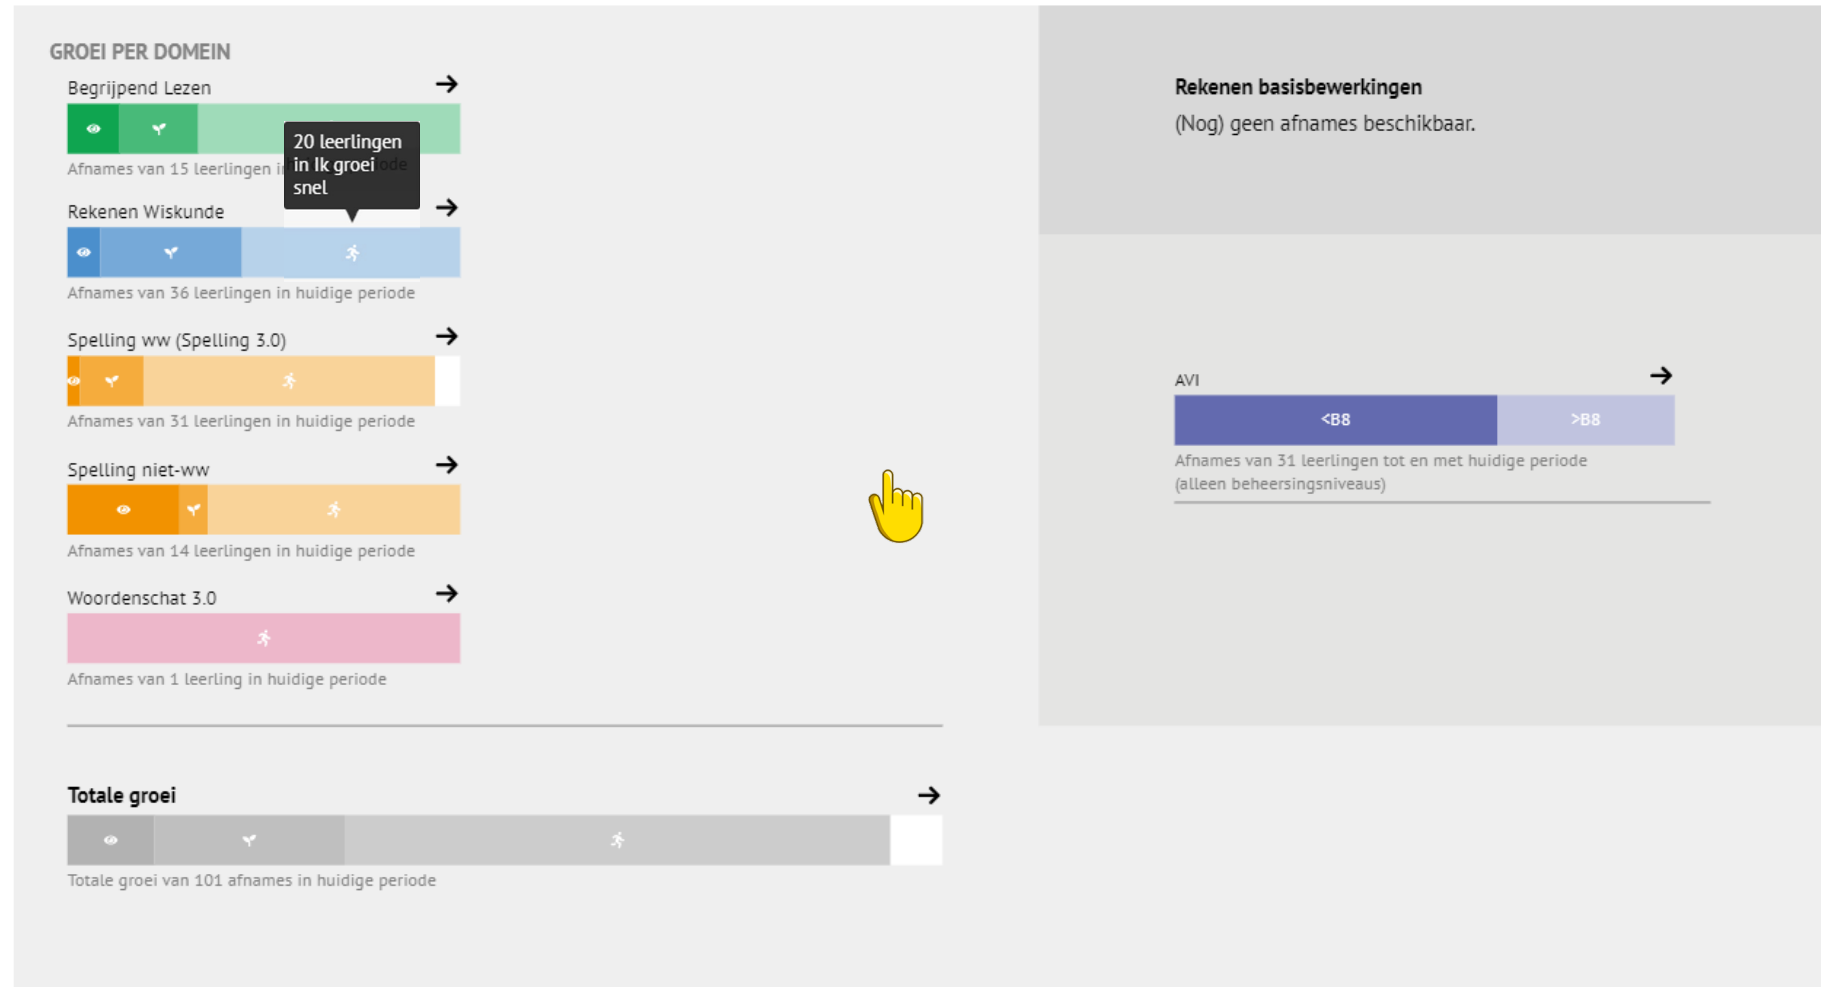 GROEI PER DOMEIN
Begrijpend Lezen
Afnames van 15 leerlingen in
20 leerlingen
in Ik groei
snel
Rekenen Wiskunde
Afnames van 36 leerlingen in huidige periode
Spelling ww (Spelling 3.0)
Afnames van 31 leerlingen in huidige periode
Spelling niet-ww
Afnames van 14 leerlingen in huidige periode
Woordenschat 3.0
Afnames van 1 leerling in huidige periode
Totale groei
Totale groei van 101 afnames in huidige periode
Rekenen basisbewerkingen
(Nog) geen afnames beschikbaar.
AVI
<B8
>B8
Afnames van 31 leerlingen tot en met huidige periode
(alleen beheersingsniveaus)